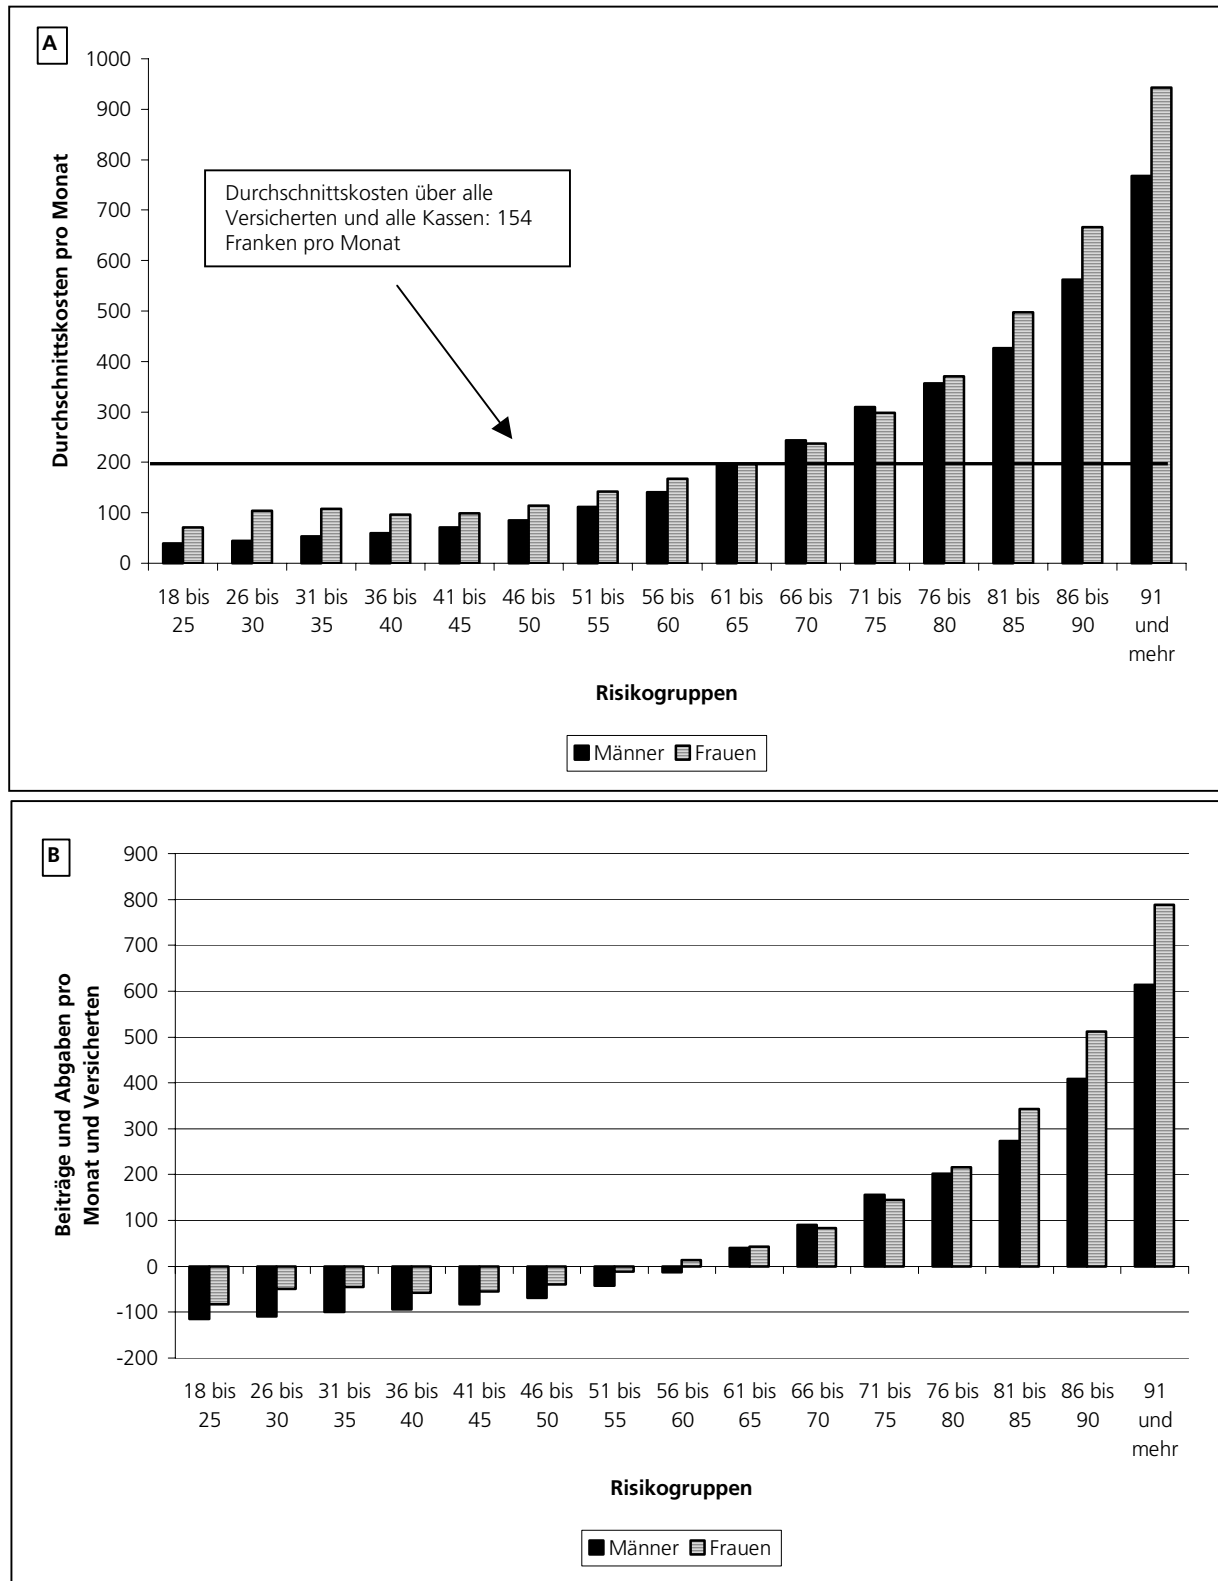 A
1000
900
800
700
600
500
400
300
200
100
0
Durchschnittskosten pro Monat
Durchschnittskosten über alle
Versicherten und alle Kassen: 154
Franken pro Monat
18 bis 26 bis 31 bis 36 bis 41 bis 46 bis 51 bis 56 bis 61 bis 66 bis 71 bis 76 bis 81 bis 86 bis 91
25 30 35 40 45 50 55 60 65 70 75 80 85 90 und
mehr
Risikogruppen
Männer Frauen
B
900
800
700
600
500
400
300
200
100
0
-100
-200
Beiträge und Abgaben pro
Monat und Versicherten
18 bis 26 bis 31 bis 36 bis 41 bis 46 bis 51 bis 56 bis 61 bis 66 bis 71 bis 76 bis 81 bis 86 bis 91
25 30 35 40 45 50 55 60 65 70 75 80 85 90 und
mehr
Risikogruppen
Männer Frauen